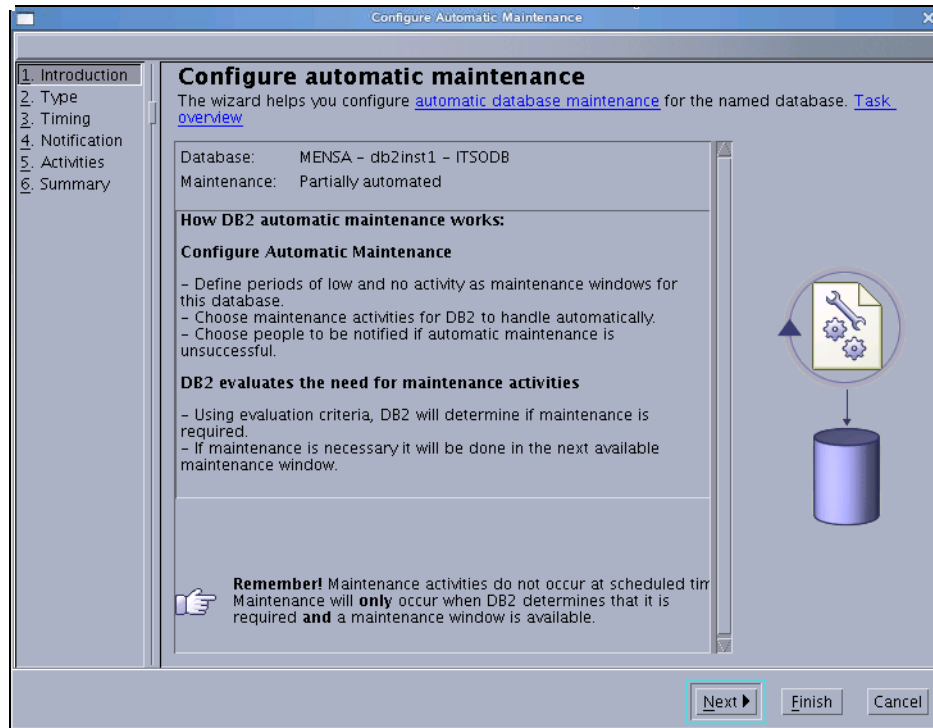 Configure Automatic Maintenance
1. Introduction
2. Type
3. Timing
4. Notification
5. Activities
6. Summary
Configure automatic maintenance
The wizard helps you configure automatic database maintenance for the named database. Task
overview
Database: MENSA – db2inst1 – ITSODB
Maintenance: Partially automated
How DB2 automatic maintenance works:
Configure Automatic Maintenance
– Define periods of low and no activity as maintenance windows for
this database.
– Choose maintenance activities for DB2 to handle automatically.
– Choose people to be notified if automatic maintenance is
unsuccessful.
DB2 evaluates the need for maintenance activities
– Using evaluation criteria, DB2 will determine if maintenance is
required.
– If maintenance is necessary it will be done in the next available
maintenance window.
Remember! Maintenance activities do not occur at scheduled tim
Maintenance will only occur when DB2 determines that it is
required and a maintenance window is available.
Next
Finish
Cancel